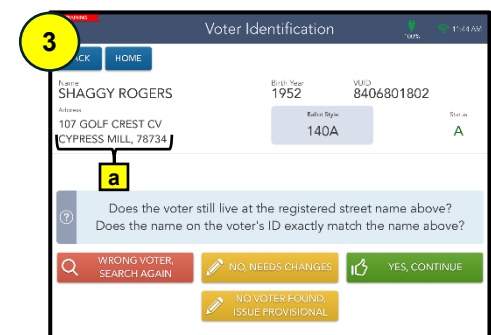 3
Voter Identification
100%
11:44 AM
HOME
Name
SHAGGY ROGERS
Birth Year
1952
VUID
8406801802
Address
107 GOLF CREST CV
CYPRESS MILL, 78734
Ballot Style
140A
Status
A
a
Does the voter still live at the registered street name above?
Does the name on the voter's ID exactly match the name above?
WRONG VOTER,
SEARCH AGAIN
NO, NEEDS CHANGES
YES, CONTINUE
NO VOTER FOUND,
ISSUE PROVISIONAL